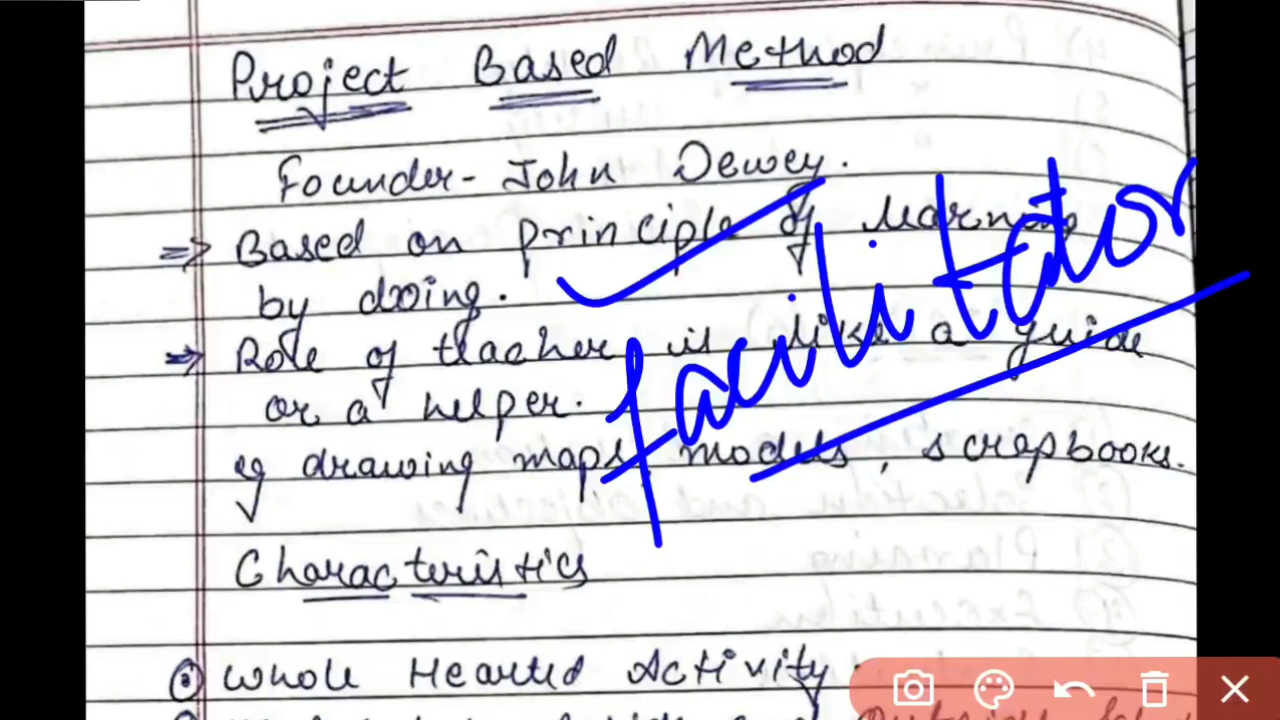 Project Based Method
Founder - John Dewey.
=> Based on principle of learning
by doing.
=> Role of teacher is like a guide
or a helper.
facilitator
eg drawing maps, models, scrapbooks.
Characteristics
Whole Hearted Activity